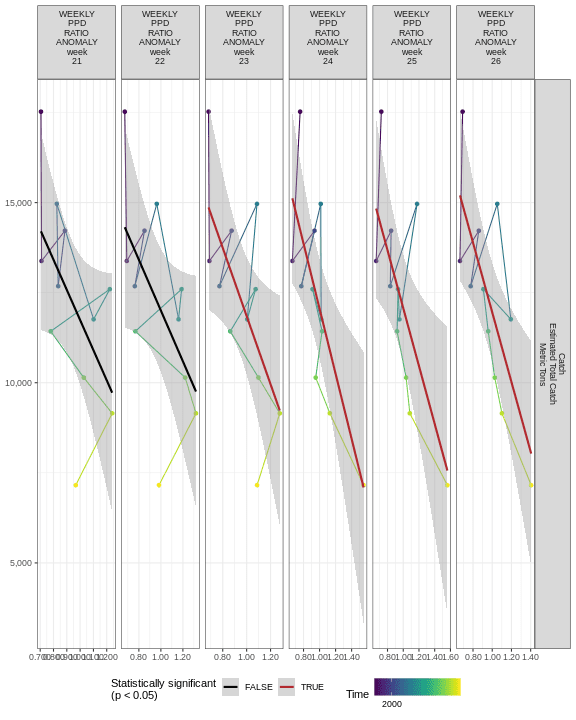 WEEKLY
PPD
RATIO
ANOMALY
week
21
WEEKLY
PPD
RATIO
ANOMALY
week
22
WEEKLY
PPD
RATIO
ANOMALY
week
23
WEEKLY
PPD
RATIO
ANOMALY
week
24
WEEKLY
PPD
RATIO
ANOMALY
week
25
WEEKLY
PPD
RATIO
ANOMALY
week
26
15,000
10,000
5,000
Catch
Estimated Total Catch
Metric Tons
0.80 1.00 1.20
0.80 1.00 1.20
0.80 1.00 1.20 1.40
0.80 1.00 1.20 1.40 1.60
0.80 1.00 1.20 1.40
Statistically significant
(p < 0.05)
FALSE
TRUE
Time
2000